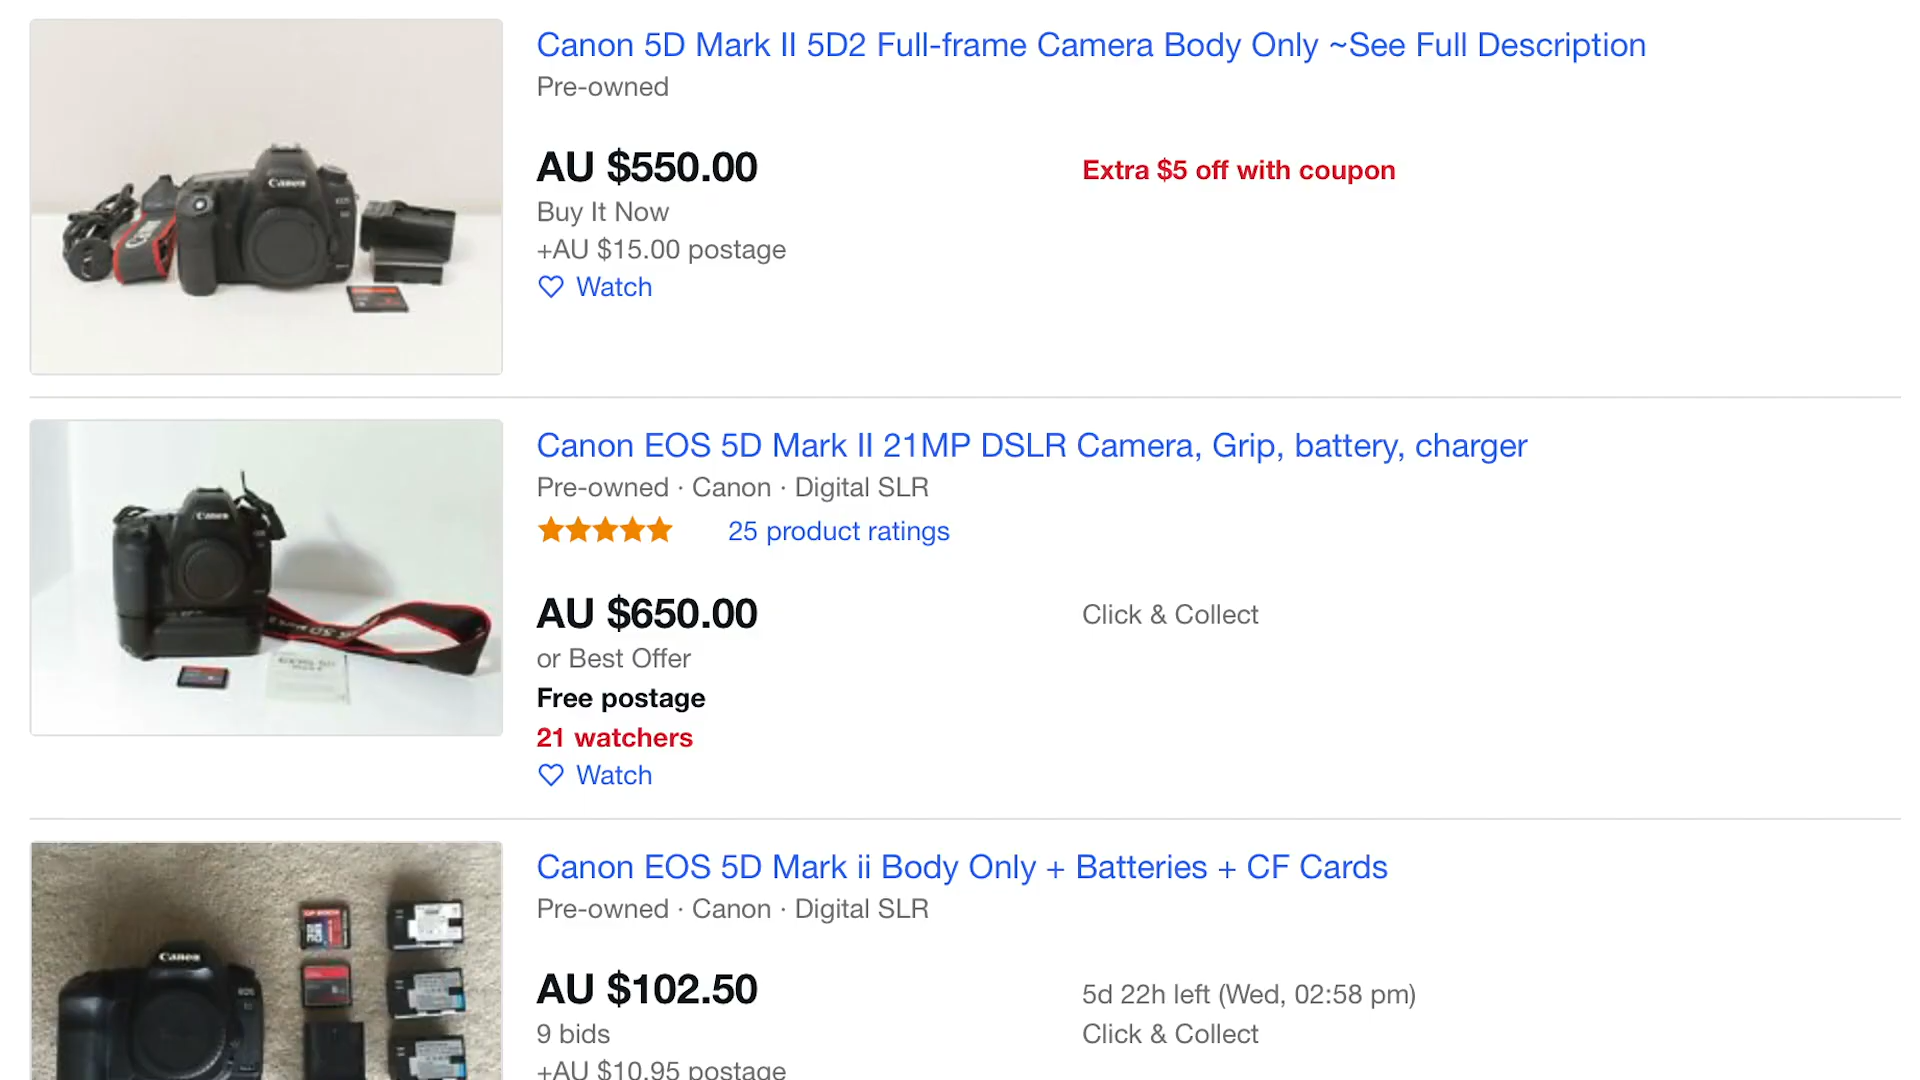 Canon 5D Mark II 5D2 Full-frame Camera Body Only ~See Full Description
Pre-owned
AU $550.00
Extra $5 off with coupon
Buy It Now
+AU $15.00 postage
Watch
Canon
Canon EOS 5D Mark II 21MP DSLR Camera, Grip, battery, charger
Pre-owned · Canon · Digital SLR
25 product ratings
AU $650.00
Click & Collect
or Best Offer
Free postage
21 watchers
Watch
Canon
Canon EOS 5D Mark ii Body Only + Batteries + CF Cards
Pre-owned · Canon · Digital SLR
AU $102.50
5d 22h left (Wed, 02:58 pm)
9 bids
Click & Collect
+AU $10.95 postage
Canon